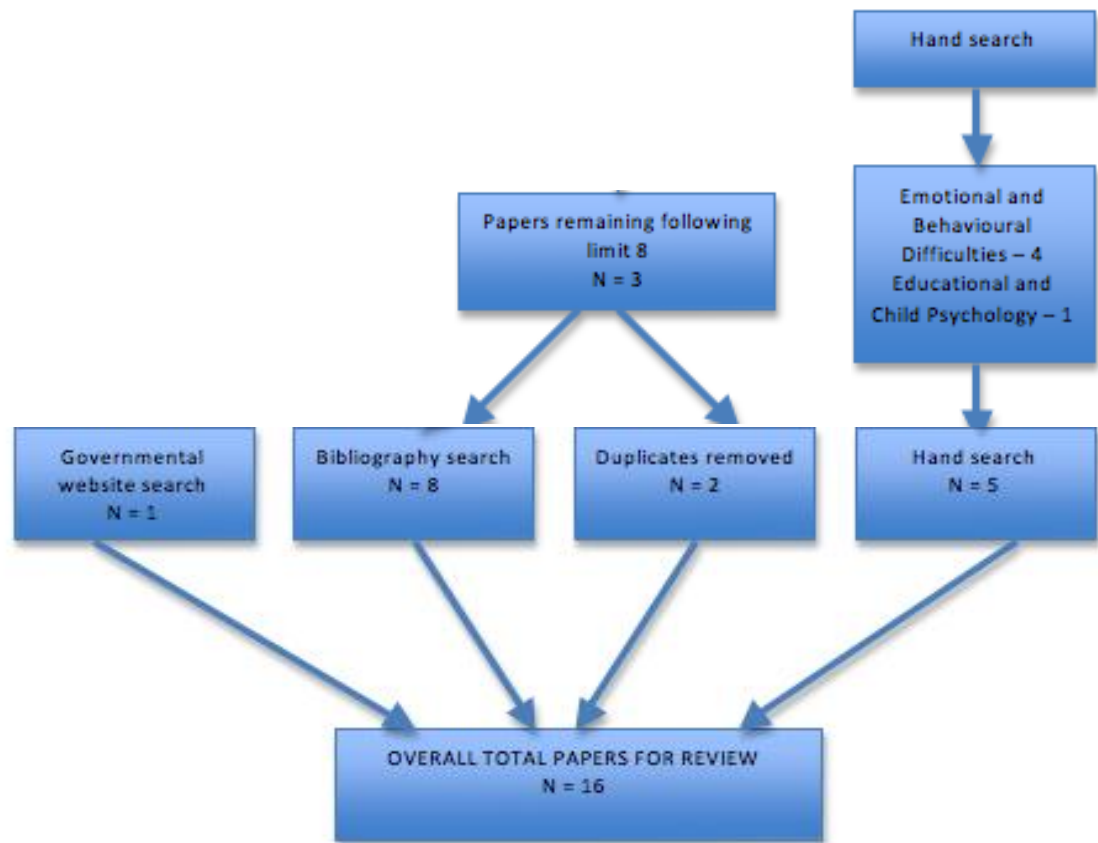 Hand search
Emotional and
Behavioural
Difficulties – 4
Educational and
Child Psychology – 1
Papers remaining following
limit 8
N = 3
Governmental
website search
N = 1
Bibliography search
N = 8
Duplicates removed
N = 2
Hand search
N = 5
OVERALL TOTAL PAPERS FOR REVIEW
N = 16